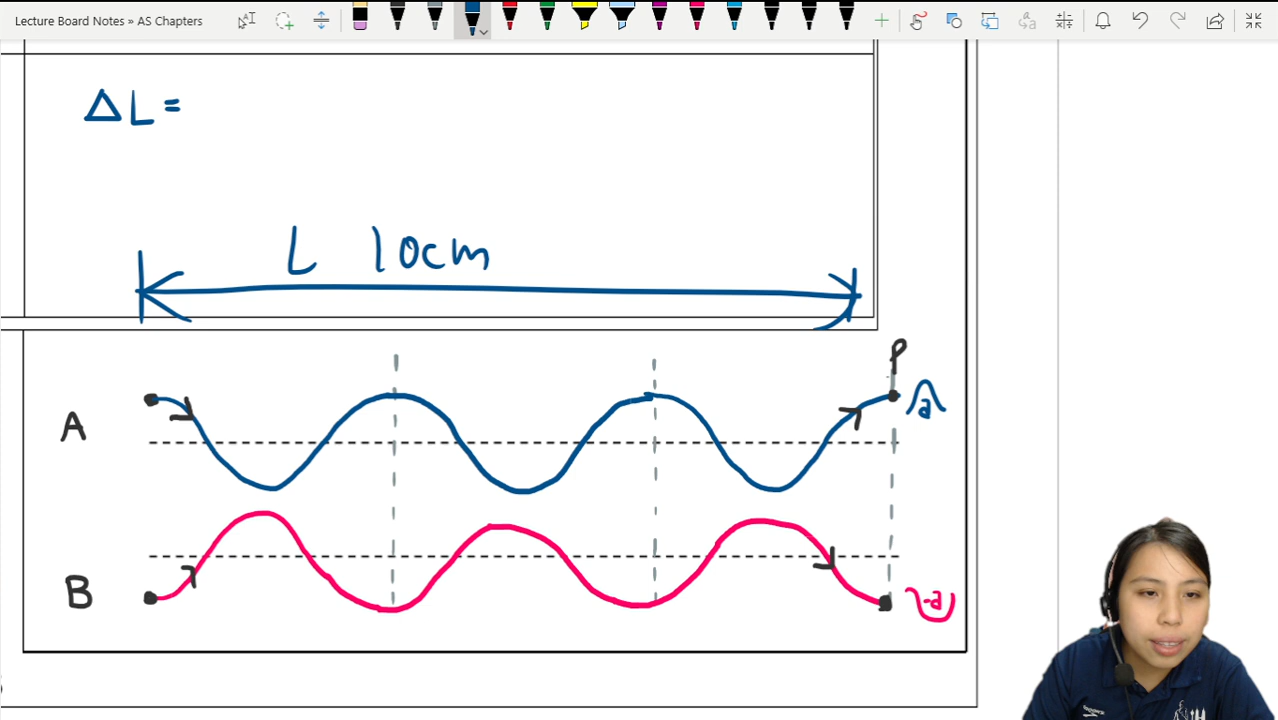 Lecture Board Notes » AS Chapters
ΔL=
L 10cm
P
A
a
B
-a